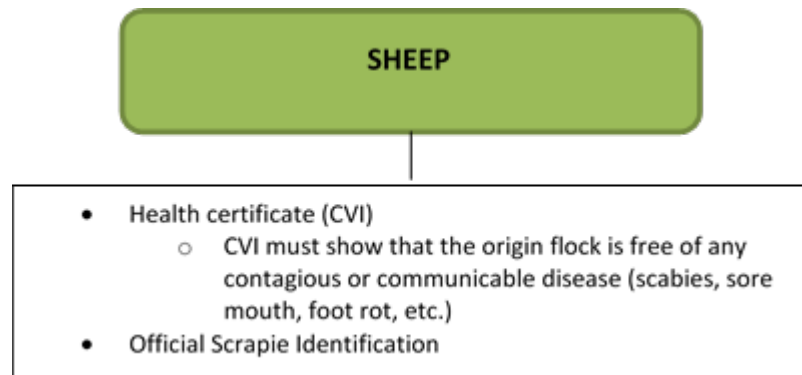 SHEEP
• Health certificate (CVI)
o CVI must show that the origin flock is free of any
contagious or communicable disease (scabies, sore
mouth, foot rot, etc.)
• Official Scrapie Identification